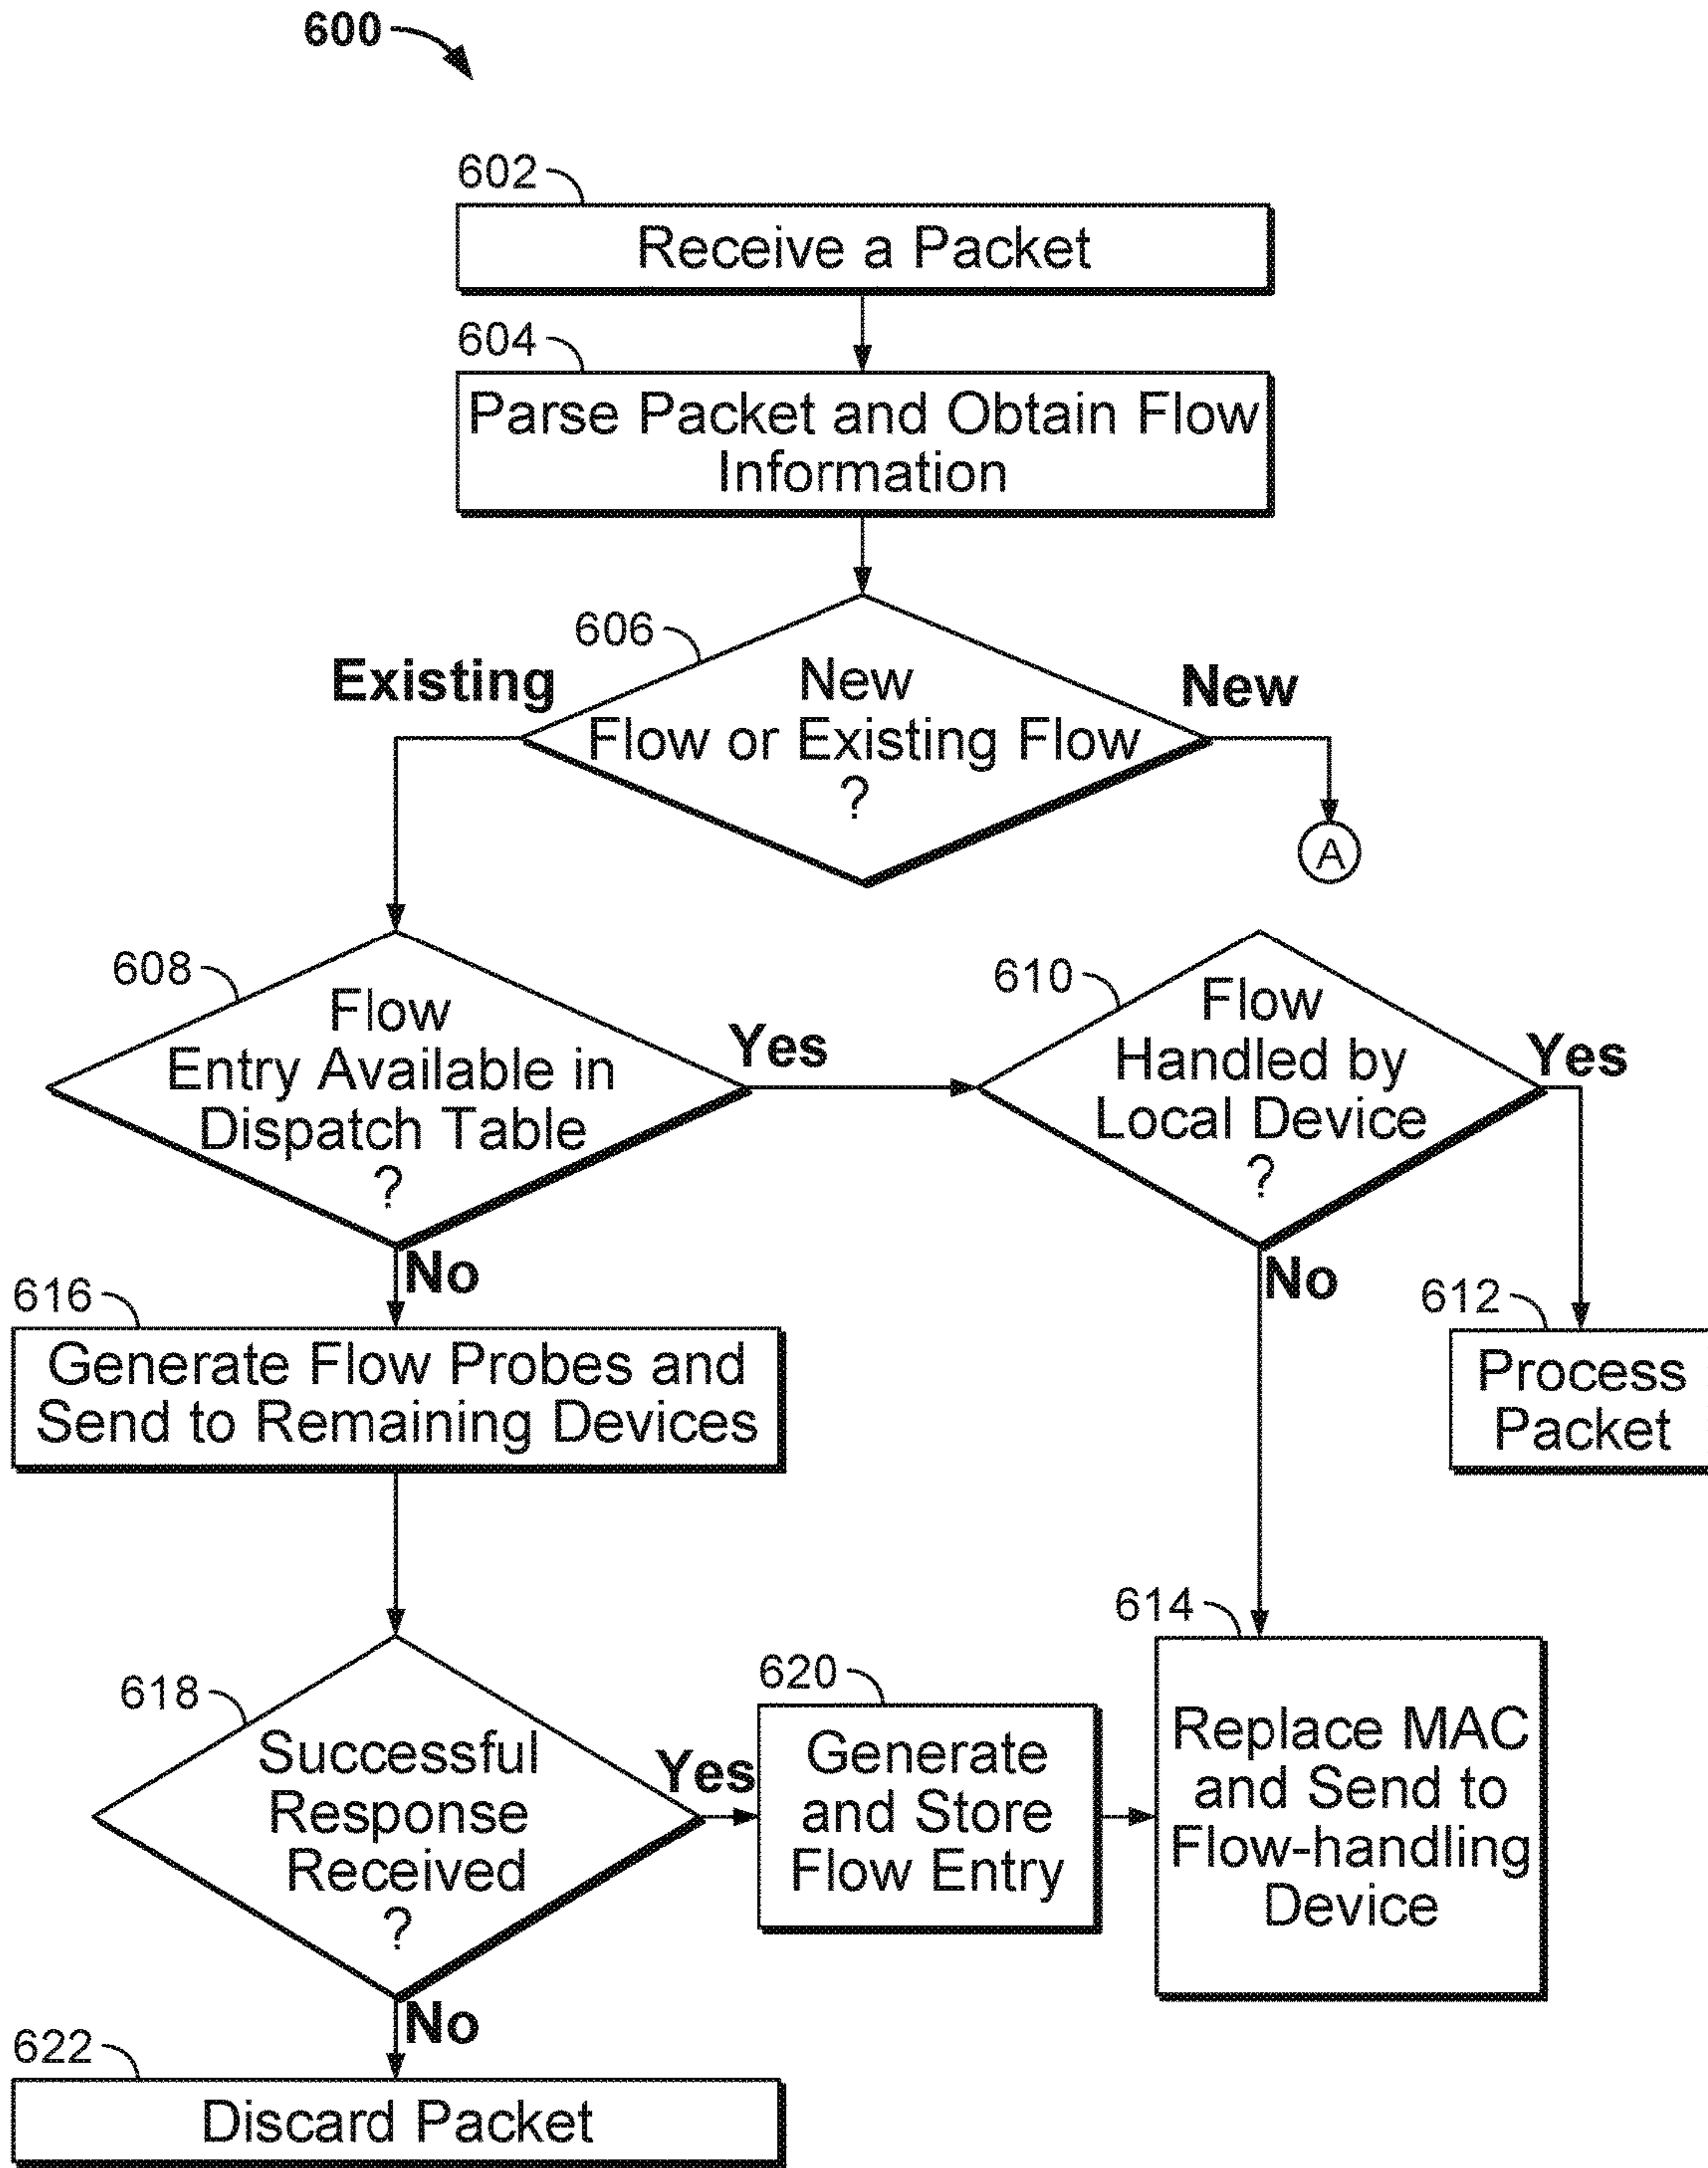 600
602
Receive a Packet
604
Parse Packet and Obtain Flow
Information
606
Existing
New
New
Flow or Existing Flow
?
A
608
Flow
Entry Available in
Dispatch Table
?
Yes
No
610
Flow
Handled by
Local Device
?
Yes
No
612
Process
Packet
616
Generate Flow Probes and
Send to Remaining Devices
618
Successful
Response
Received
?
Yes
No
620
Generate
and Store
Flow Entry
614
Replace MAC
and Send to
Flow-handling
Device
622
Discard Packet